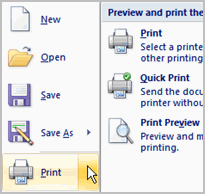 New
Open
Save
Save As
Print
Preview and print the
Print
Select a printer
other printing
Quick Print
Send the docu
printer withou
Print Preview
Preview and m
printing.